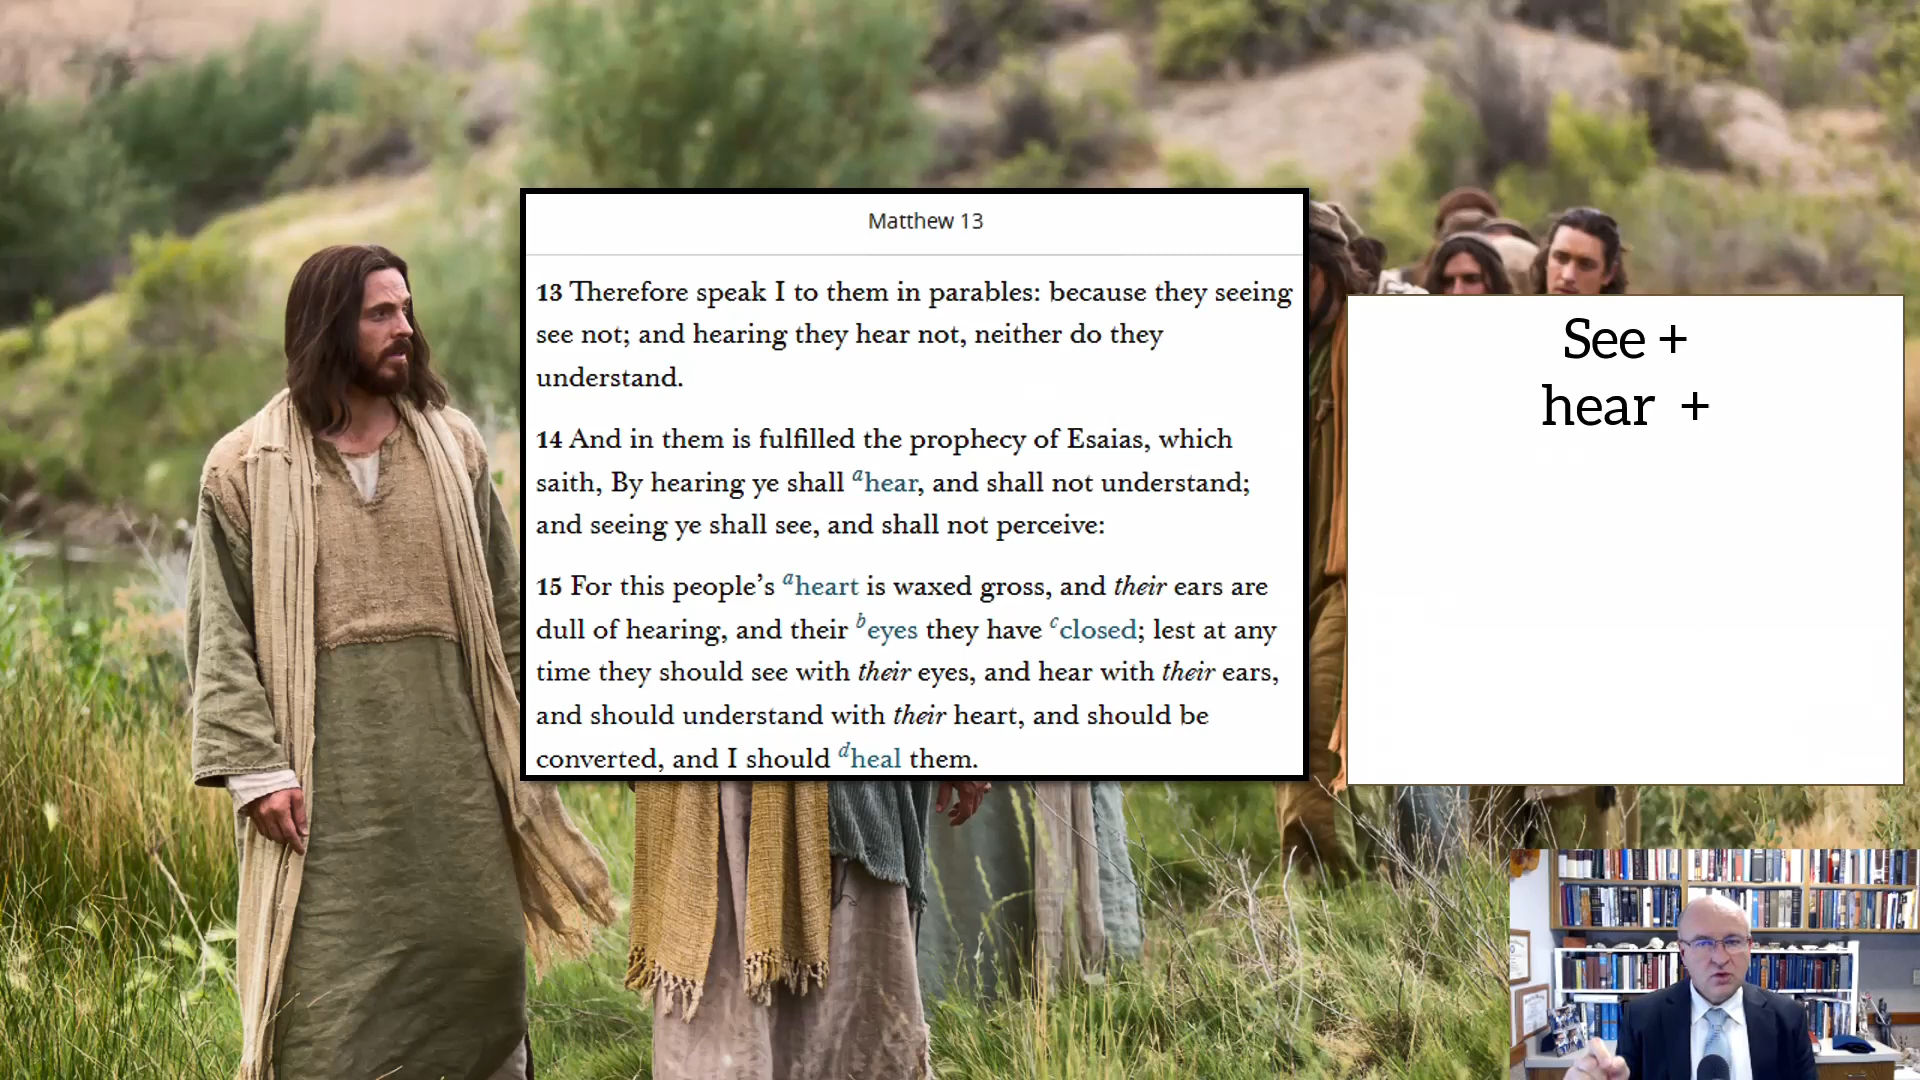 Matthew 13
13 Therefore speak I to them in parables: because they seeing
see not; and hearing they hear not, neither do they
understand.
14 And in them is fulfilled the prophecy of Esaias, which
saith, By hearing ye shall ahear, and shall not understand;
and seeing ye shall see, and shall not perceive:
15 For this people’s aheart is waxed gross, and their ears are
dull of hearing, and their beyes they have cclosed; lest at any
time they should see with their eyes, and hear with their ears,
and should understand with their heart, and should be
converted, and I should dheal them.
See +
hear +